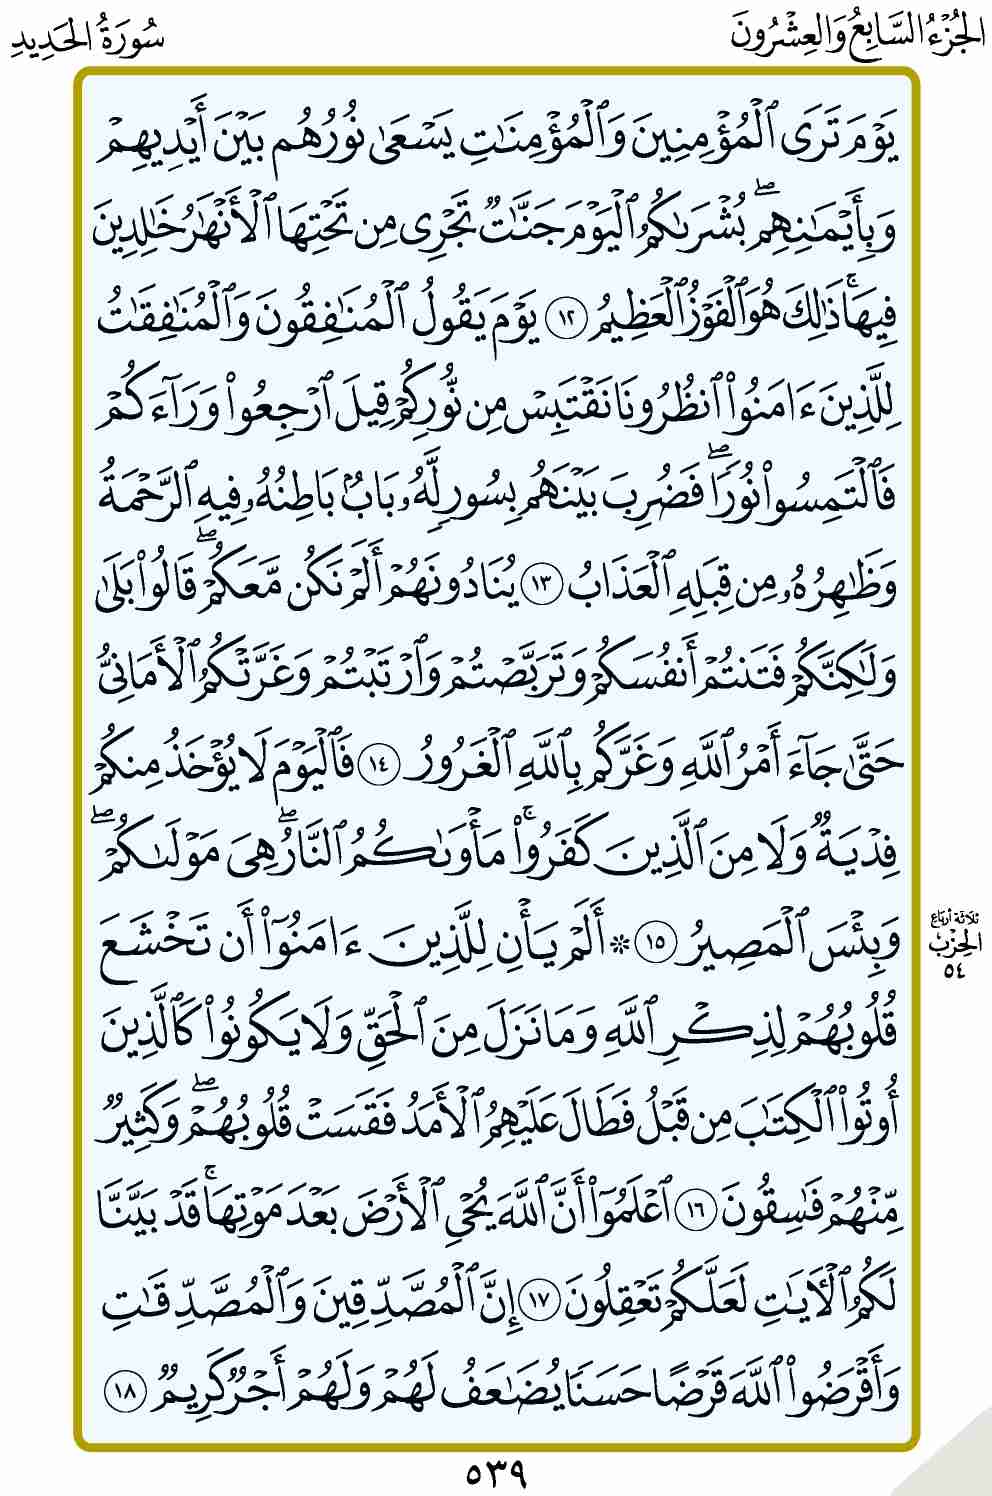 الجُزْءُ السَّابِعُ وَالعِشْرُونَ
سُورَةُ الحَدِيدِ
يَوْمَ تَرَى ٱلْمُؤْمِنِينَ وَٱلْمُؤْمِنَٰتِ يَسْعَىٰ نُورُهُم بَيْنَ أَيْدِيهِمْ
وَبِأَيْمَٰنِهِمۖ بُشْرَىٰكُمُ ٱلْيَوْمَ جَنَّٰتٌ تَجْرِى مِن تَحْتِهَا ٱلْأَنْهَٰرُ خَٰلِدِينَ
فِيهَاۚ ذَٰلِكَ هُوَ ٱلْفَوْزُ ٱلْعَظِيمُ ١٢ يَوْمَ يَقُولُ ٱلْمُنَٰفِقُونَ وَٱلْمُنَٰفِقَٰتُ
لِلَّذِينَ ءَامَنُوا۟ ٱنظُرُونَا نَقْتَبِسْ مِن نُّورِكُمْ قِيلَ ٱرْجِعُوا۟ وَرَآءَكُمْ
فَٱلْتَمِسُوا۟ نُورًاۖ فَضُرِبَ بَيْنَهُم بِسُورٍ لَّهُۥ بَابٌۢ بَاطِنُهُۥ فِيهِ ٱلرَّحْمَةُ
وَظَٰهِرُهُۥ مِن قِبَلِهِ ٱلْعَذَابُ ١٣ يُنَادُونَهُمْ أَلَمْ نَكُن مَّعَكُمْۖ قَالُوا۟ بَلَىٰ
وَلَٰكِنَّكُمْ فَتَنتُمْ أَنفُسَكُمْ وَتَرَبَّصْتُمْ وَٱرْتَبْتُمْ وَغَرَّتْكُمُ ٱلْأَمَانِىُّ
حَتَّىٰ جَآءَ أَمْرُ ٱللَّهِ وَغَرَّكُم بِٱللَّهِ ٱلْغَرُورُ ١٤ فَٱلْيَوْمَ لَا يُؤْخَذُ مِنكُمْ
فِدْيَةٌ وَلَا مِنَ ٱلَّذِينَ كَفَرُوا۟ۚ مَأْوَىٰكُمُ ٱلنَّارُۖ هِىَ مَوْلَىٰكُمْۖ
وَبِئْسَ ٱلْمَصِيرُ ١٥ ۞ أَلَمْ يَأْنِ لِلَّذِينَ ءَامَنُوٓا۟ أَن تَخْشَعَ
ثلاثة أرباع
الحِزْب
٥٤
قُلُوبُهُمْ لِذِكْرِ ٱللَّهِ وَمَا نَزَلَ مِنَ ٱلْحَقِّ وَلَا يَكُونُوا۟ كَٱلَّذِينَ
أُوتُوا۟ ٱلْكِتَٰبَ مِن قَبْلُ فَطَالَ عَلَيْهِمُ ٱلْأَمَدُ فَقَسَتْ قُلُوبُهُمْۖ وَكَثِيرٌ
مِّنْهُمْ فَٰسِقُونَ ١٦ ٱعْلَمُوٓا۟ أَنَّ ٱللَّهَ يُحْىِ ٱلْأَرْضَ بَعْدَ مَوْتِهَاۚ قَدْ بَيَّنَّا
لَكُمُ ٱلْءَايَٰتِ لَعَلَّكُمْ تَعْقِلُونَ ١٧ إِنَّ ٱلْمُصَّدِّقِينَ وَٱلْمُصَّدِّقَٰتِ
وَأَقْرَضُوا۟ ٱللَّهَ قَرْضًا حَسَنًا يُضَٰعَفُ لَهُمْ وَلَهُمْ أَجْرٌ كَرِيمٌ ١٨
٥٣٩